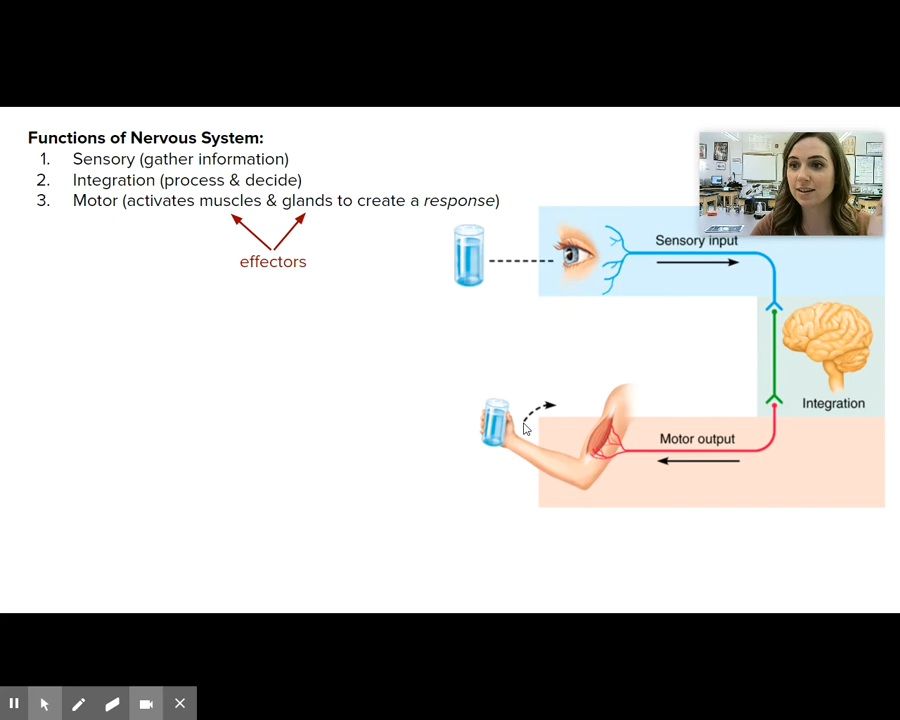 Functions of Nervous System:
1. Sensory (gather information)
2. Integration (process & decide)
3. Motor (activates muscles & glands to create a response)
effectors
Sensory input
Integration
Motor output